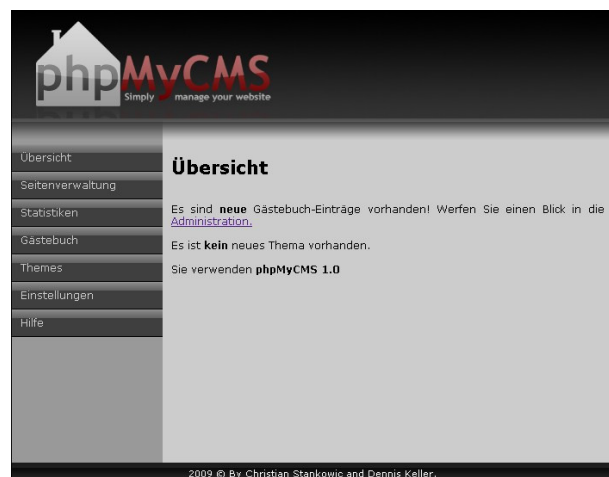 phpMyCMS
Simply manage your website
Übersicht
Seitenverwaltung
Statistiken
Gästebuch
Themes
Einstellungen
Hilfe
Übersicht
Es sind neue Gästebuch-Einträge vorhanden! Werfen Sie einen Blick in die
Administration.
Es ist kein neues Thema vorhanden.
Sie verwenden phpMyCMS 1.0
2009 © By Christian Stankowic and Dennis Keller.